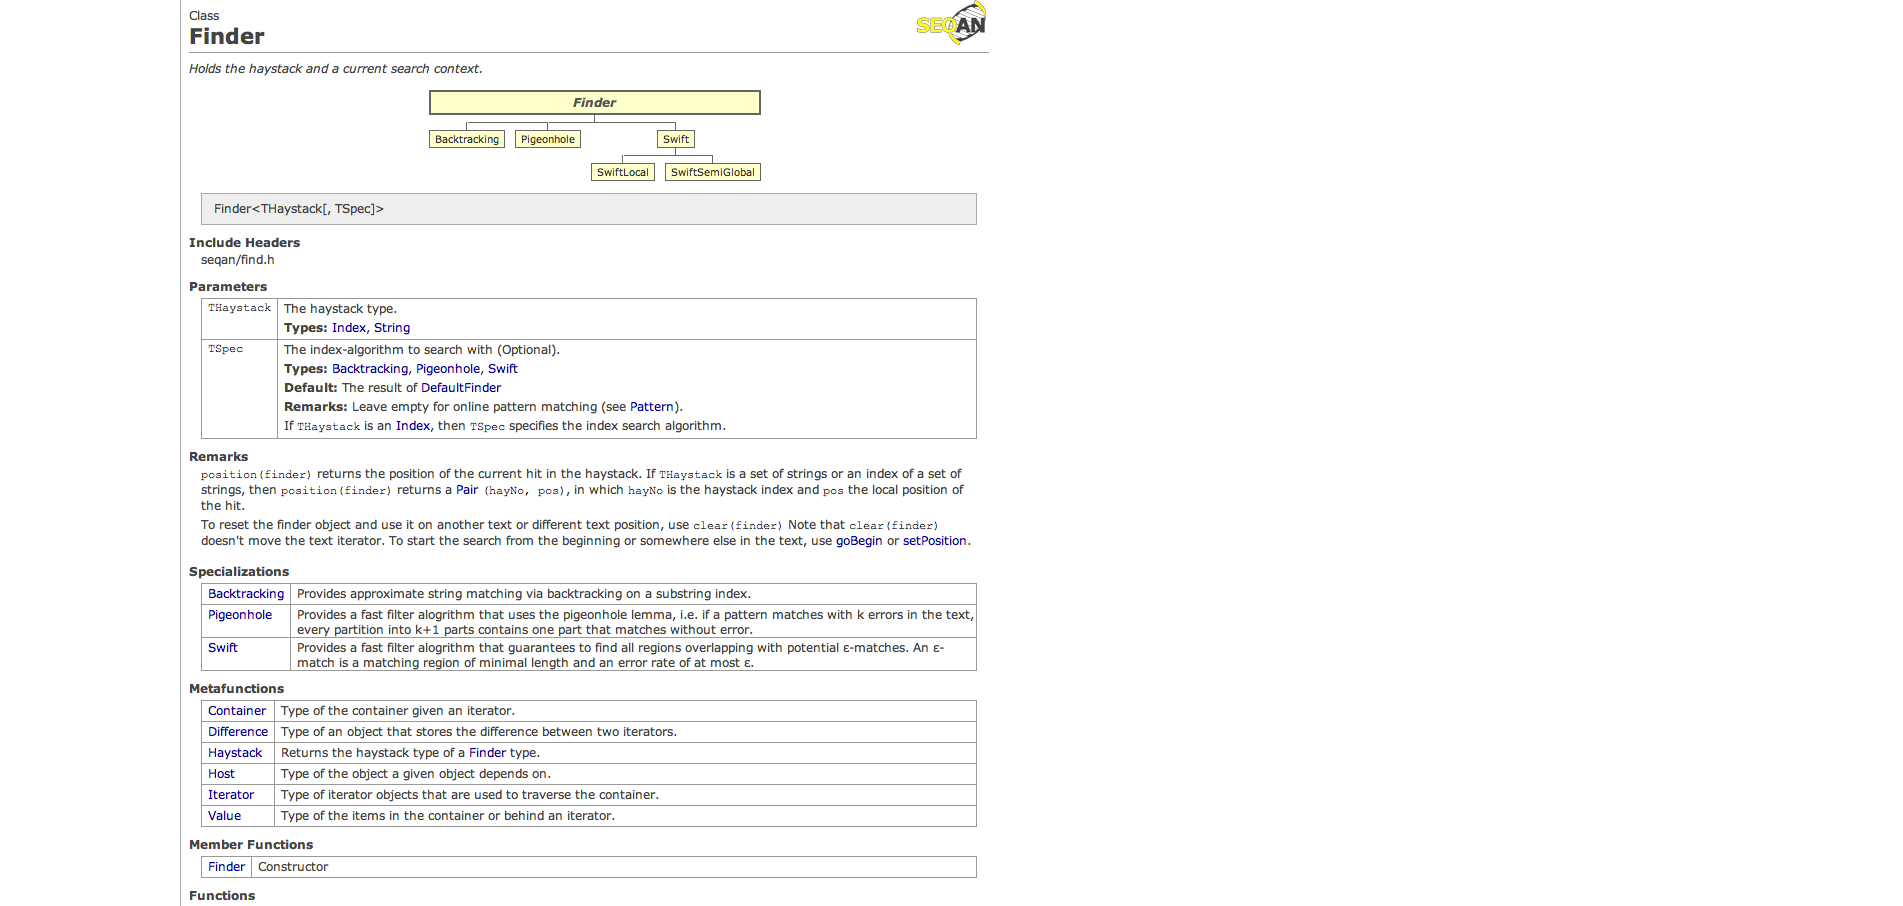 Class
Finder
SEQAN
Holds the haystack and a current search context.
Finder
Backtracking Pigeonhole Swift
SwiftLocal SwiftSemiGlobal
Finder<THaystack[, TSpec]>
Include Headers
seqan/find.h
Parameters
THaystack The haystack type.
Types: Index, String
TSpec The index-algorithm to search with (Optional).
Types: Backtracking, Pigeonhole, Swift
Default: The result of DefaultFinder
Remarks: Leave empty for online pattern matching (see Pattern).
If THaystack is an Index, then TSpec specifies the index search algorithm.
Remarks
position(finder) returns the position of the current hit in the haystack. If THaystack is a set of strings or an index of a set of
strings, then position(finder) returns a Pair (hayNo, pos), in which hayNo is the haystack index and pos the local position of
the hit.
To reset the finder object and use it on another text or different text position, use clear(finder) Note that clear(finder)
doesn't move the text iterator. To start the search from the beginning or somewhere else in the text, use goBegin or setPosition.
Specializations
Backtracking Provides approximate string matching via backtracking on a substring index.
Pigeonhole Provides a fast filter alogrithm that uses the pigeonhole lemma, i.e. if a pattern matches with k errors in the text,
every partition into k+1 parts contains one part that matches without error.
Swift Provides a fast filter alogrithm that guarantees to find all regions overlapping with potential ε-matches. An ε-
match is a matching region of minimal length and an error rate of at most ε.
Metafunctions
Container Type of the container given an iterator.
Difference Type of an object that stores the difference between two iterators.
Haystack Returns the haystack type of a Finder type.
Host Type of the object a given object depends on.
Iterator Type of iterator objects that are used to traverse the container.
Value Type of the items in the container or behind an iterator.
Member Functions
Finder Constructor
Functions